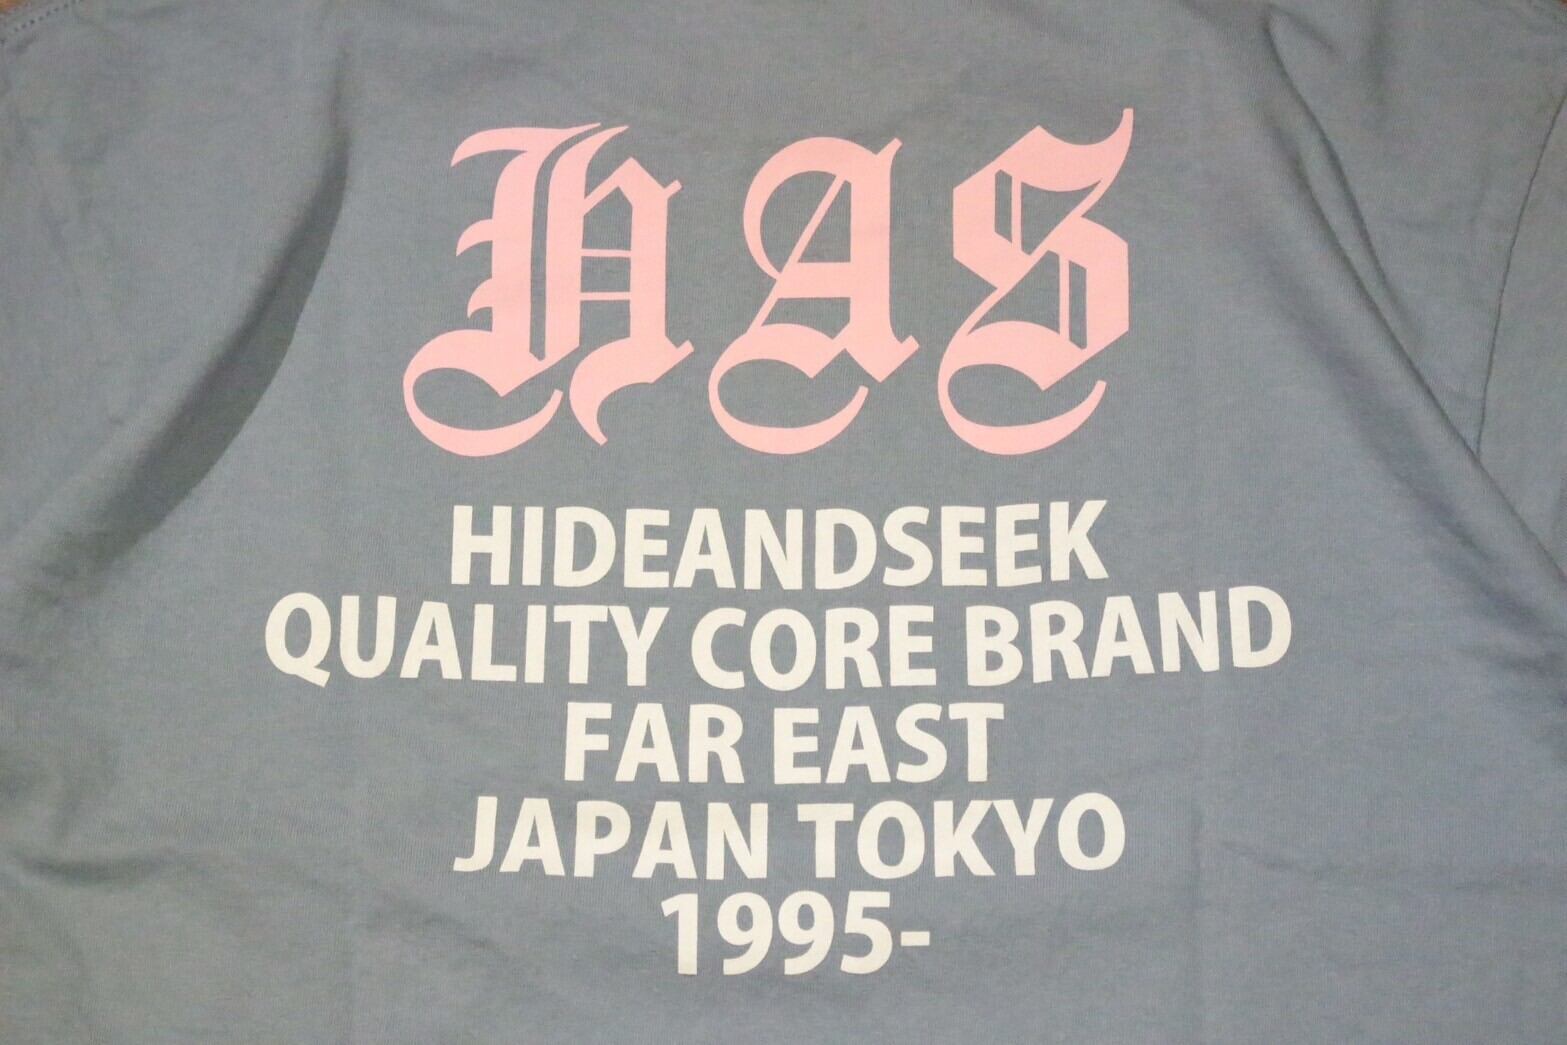 HAS
HIDEANDSEEK
QUALITY CORE BRAND
FAR EAST
JAPAN TOKYO
1995-